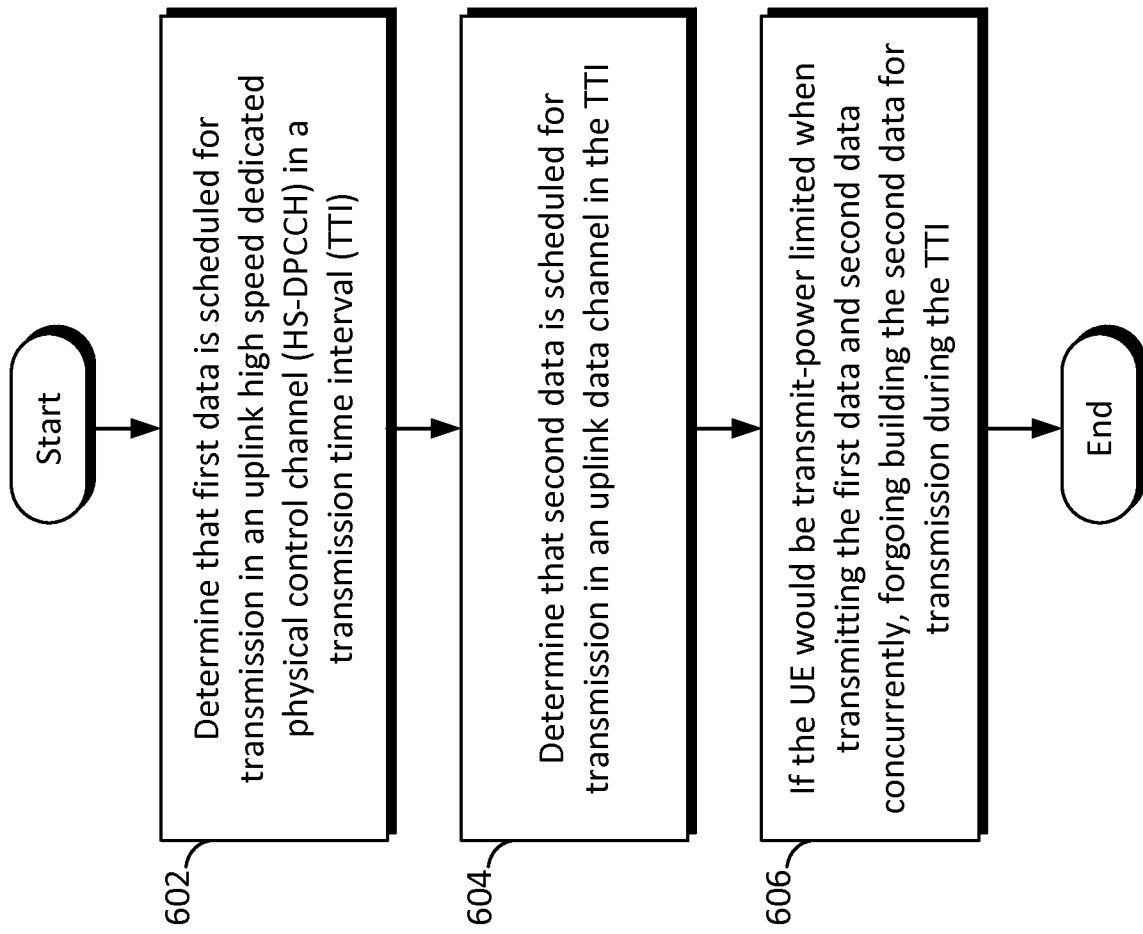 Start
602
Determine that first data is scheduled for
transmission in an uplink high speed dedicated
physical control channel (HS-DPCCH) in a
transmission time interval (TTI)
604
Determine that second data is scheduled for
transmission in an uplink data channel in the TTI
606
If the UE would be transmit-power limited when
transmitting the first data and second data
concurrently, forgoing building the second data for
transmission during the TTI
End